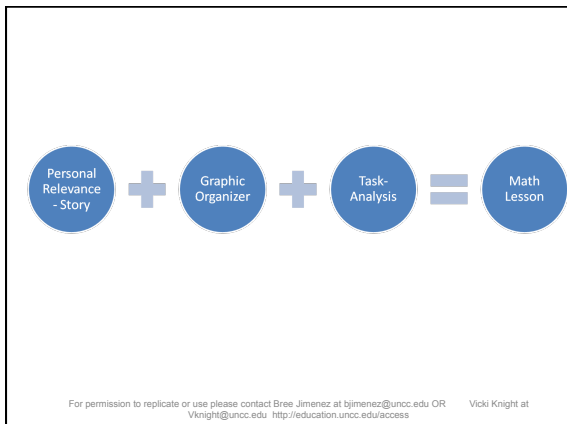 Personal
Relevance
- Story
Graphic
Organizer
Task-
Analysis
Math
Lesson
For permission to replicate or use please contact Bree Jimenez at bjimenez@uncc.edu OR Vicki Knight at
Vknight@uncc.edu http://education.uncc.edu/access